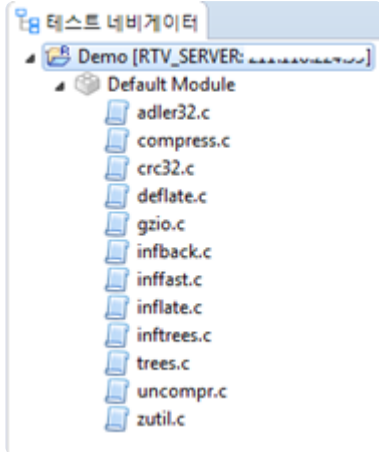 테스트 네비게이터
Demo [RTV_SERVER:
Default Module
adler32.c
compress.c
crc32.c
deflate.c
gzio.c
infback.c
inffast.c
inflate.c
inftrees.c
trees.c
uncompr.c
zutil.c